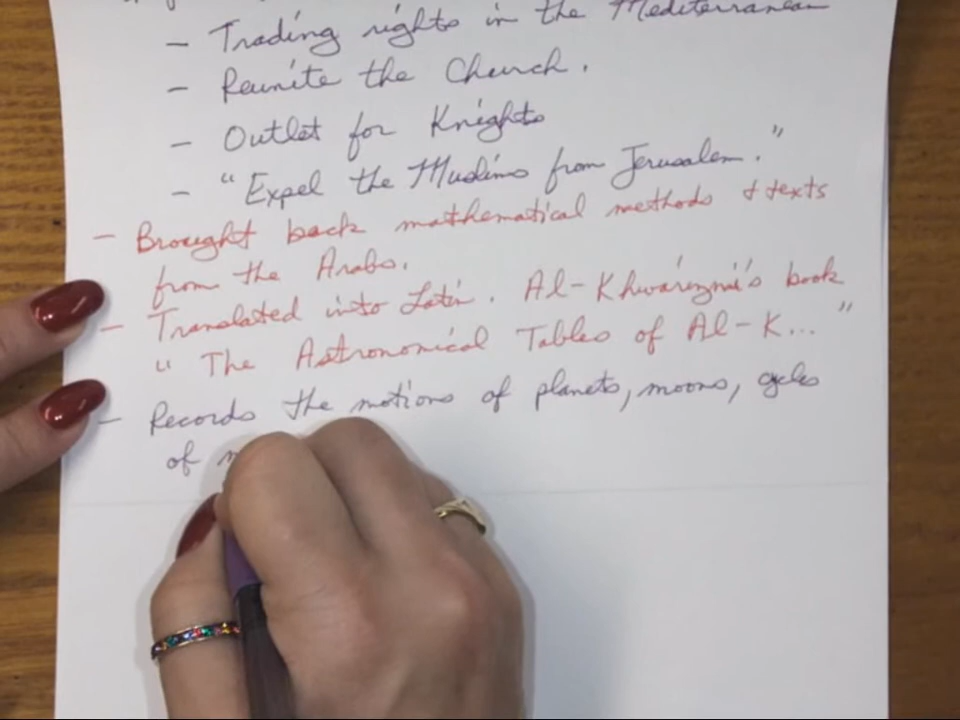 - Trading rights in the Mediterranean
- Reunite the Church.
- Outlet for Knights
- "Expel the Muslims from Jerusalem."
- Brought back mathematical methods & texts
from the Arabs.
- Translated into Latin. Al-Khwārizmī's book
"The Astronomical Tables of Al-K..."
- Records the motions of planets, moons, cycles
of